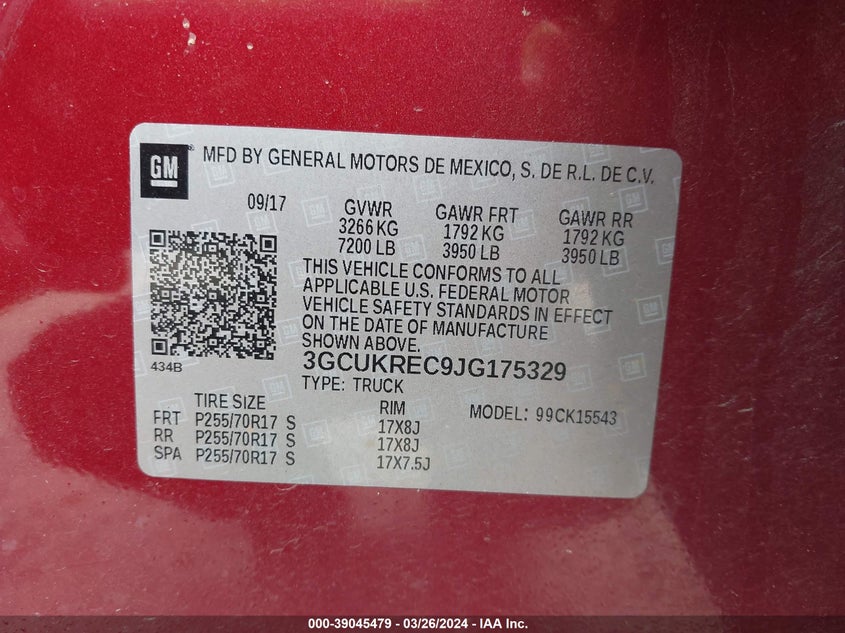 GM MFD BY GENERAL MOTORS DE MEXICO, S. DE R.L. DE C.V.
09/17 GVWR GAWR FRT GAWR RR
3266 KG 1792 KG 1792 KG
7200 LB 3950 LB 3950 LB
THIS VEHICLE CONFORMS TO ALL
APPLICABLE U.S. FEDERAL MOTOR
VEHICLE SAFETY STANDARDS IN EFFECT
ON THE DATE OF MANUFACTURE
SHOWN ABOVE.
434B
3GCUKREC9JG175329
TYPE: TRUCK
TIRE SIZE RIM MODEL: 99CK15543
FRT P255/70R17 S 17X8J
RR P255/70R17 S 17X8J
SPA P255/70R17 S 17X7.5J
000-39045479 - 03/26/2024 - IAA Inc.